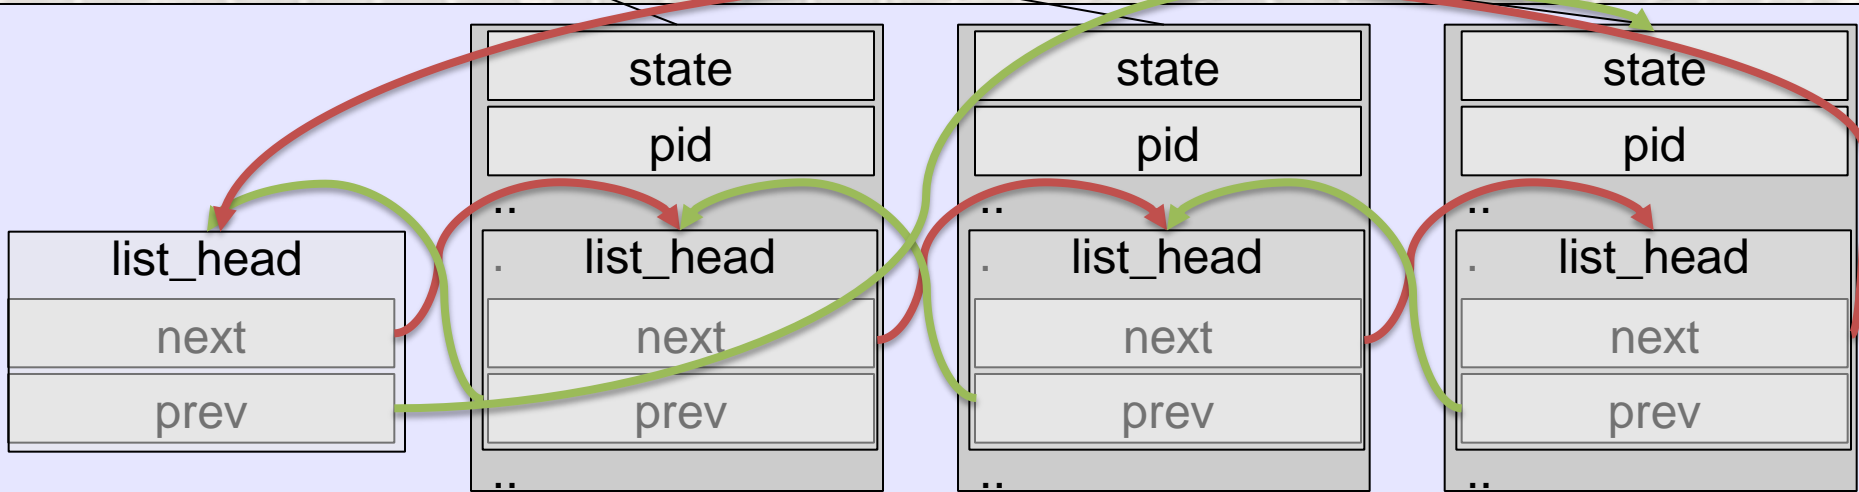 state
pid
..
. list_head
next
prev
..
state
pid
..
. list_head
next
prev
..
state
pid
..
. list_head
next
prev
..
list_head
next
prev